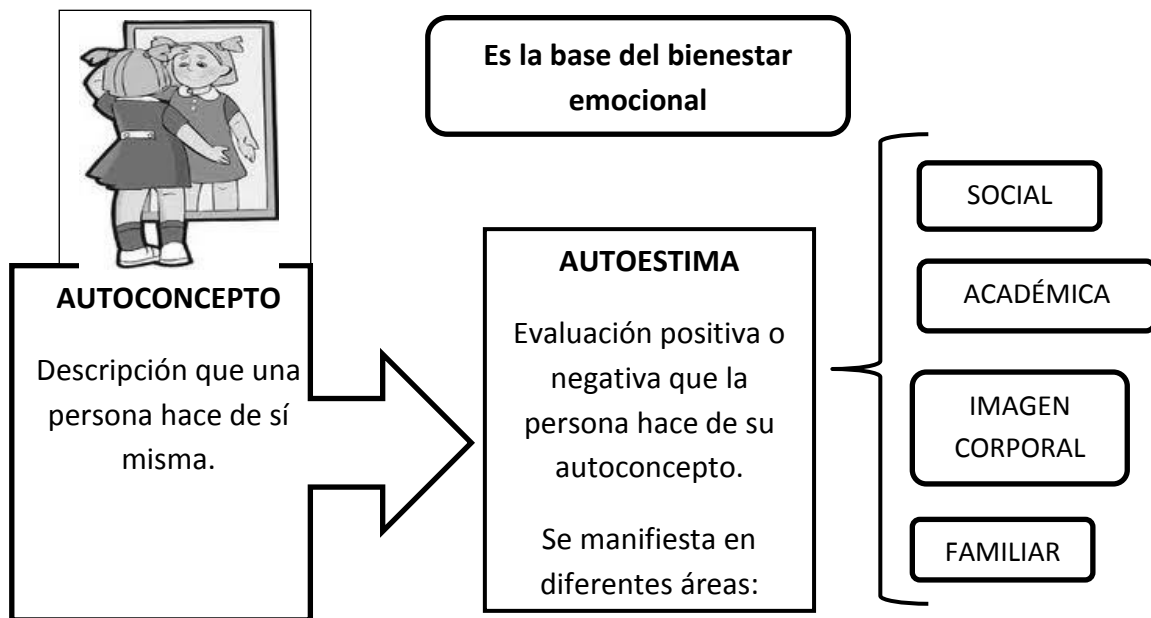 Es la base del bienestar
emocional
AUTOCONCEPTO
Descripción que una
persona hace de sí
misma.
AUTOESTIMA
Evaluación positiva o
negativa que la
persona hace de su
autoconcepto.
Se manifiesta en
diferentes áreas:
SOCIAL
ACADÉMICA
IMAGEN
CORPORAL
FAMILIAR